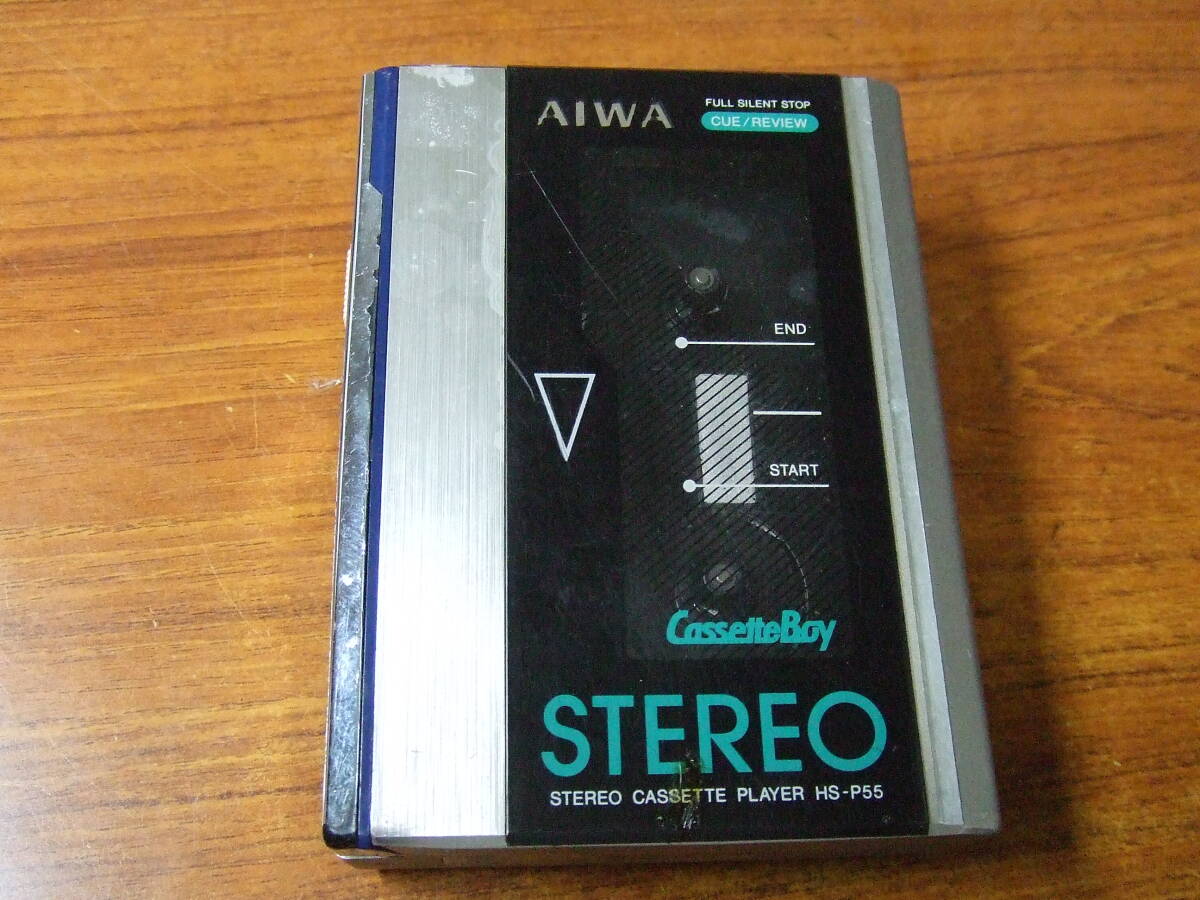 AIWA
FULL SILENT STOP
CUE/REVIEW
END
START
CassetteBoy
STEREO
STEREO CASSETTE PLAYER HS-P55